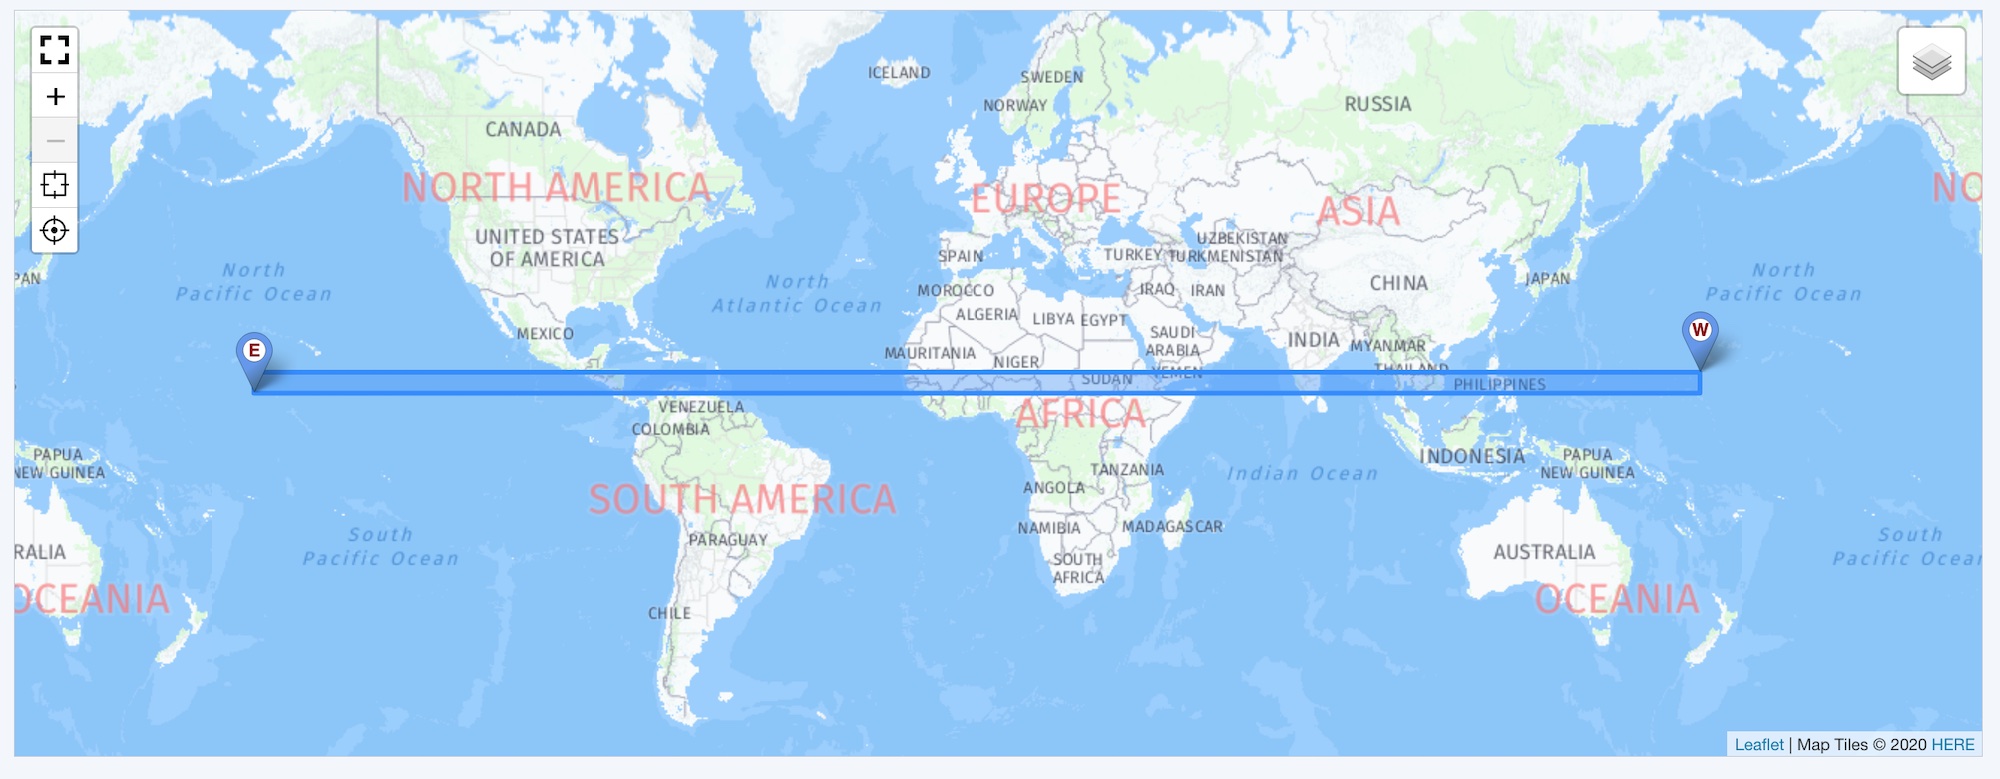 +
−
ICELAND
SWEDEN
NORWAY
RUSSIA
CANADA
NORTH AMERICA
EUROPE
ASIA
NO
UNITED STATES
OF AMERICA
UZBEKISTAN
SPAIN
TURKEY
TURKMENISTAN
North
Pacific Ocean
North
Atlantic Ocean
PAN
MOROCCO
IRAQ
IRAN
CHINA
JAPAN
North
Pacific Ocean
ALGERIA
LIBYA
EGYPT
MEXICO
SAUDI
ARABIA
INDIA
MYANMAR
E
W
MAURITANIA
NIGER
SUDAN
YEMEN
THAILAND
PHILIPPINES
VENEZUELA
COLOMBIA
AFRICA
PAPUA
NEW GUINEA
TANZANIA
Indian Ocean
INDONESIA
PAPUA
NEW GUINEA
SOUTH AMERICA
ANGOLA
NAMIBIA
MADAGASCAR
South
Pacific Ocean
PARAGUAY
RALIA
AUSTRALIA
South
Pacific Ocean
SOUTH
AFRICA
OCEANIA
CHILE
OCEANIA
Leaflet | Map Tiles © 2020 HERE